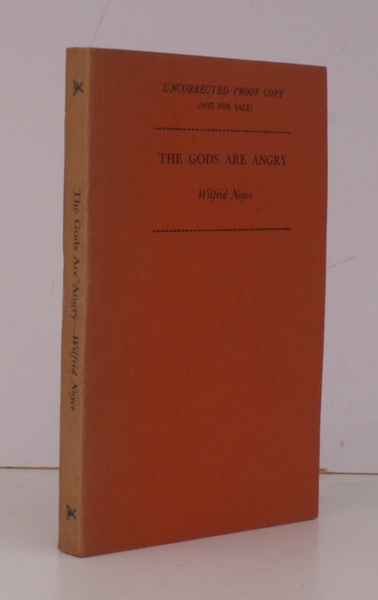 UNCORRECTED PROOF COPY
(NOT FOR SALE)
THE GODS ARE ANGRY
Wilfrid Noyce
The Gods Are Angry—Wilfrid Noyce